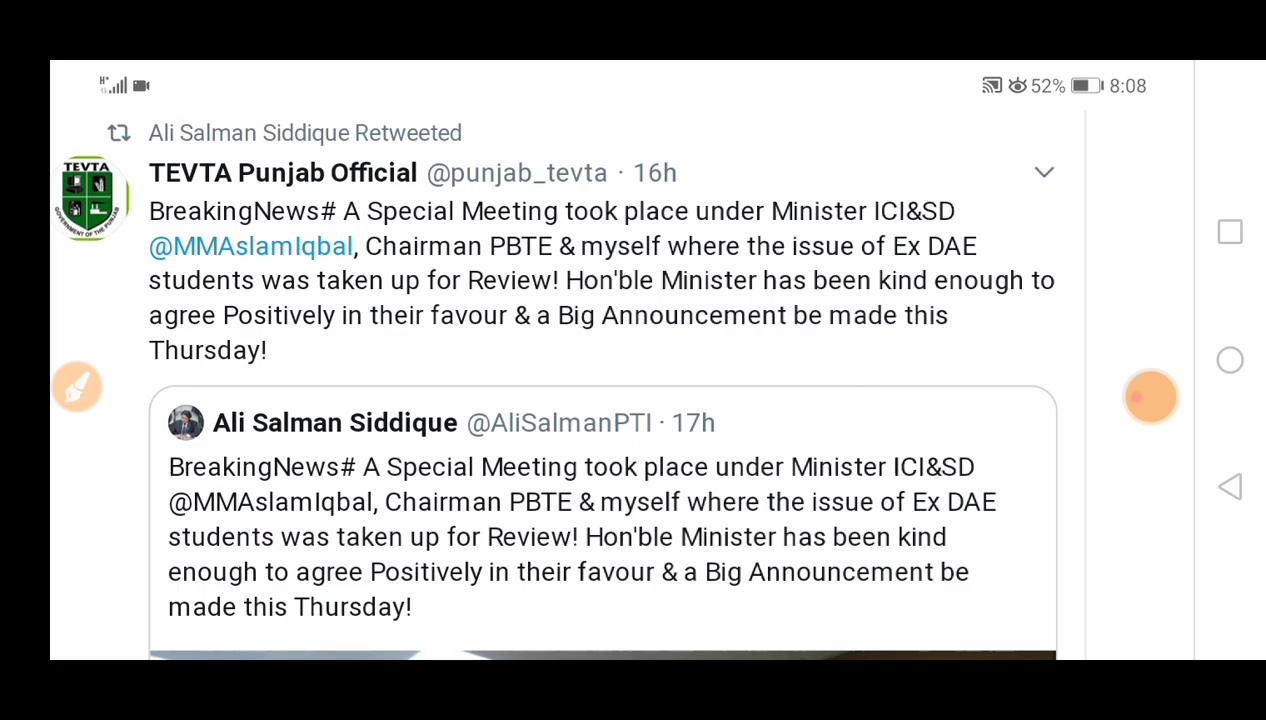 H+ 52% 8:08
Ali Salman Siddique Retweeted
TEVTA Punjab Official @punjab_tevta · 16h
BreakingNews# A Special Meeting took place under Minister ICI&SD
@MMAslamIqbal, Chairman PBTE & myself where the issue of Ex DAE
students was taken up for Review! Hon'ble Minister has been kind enough to
agree Positively in their favour & a Big Announcement be made this
Thursday!
TEVTA
GOVERNMENT OF THE PUNJAB
Ali Salman Siddique @AliSalmanPTI · 17h
BreakingNews# A Special Meeting took place under Minister ICI&SD
@MMAslamIqbal, Chairman PBTE & myself where the issue of Ex DAE
students was taken up for Review! Hon'ble Minister has been kind
enough to agree Positively in their favour & a Big Announcement be
made this Thursday!